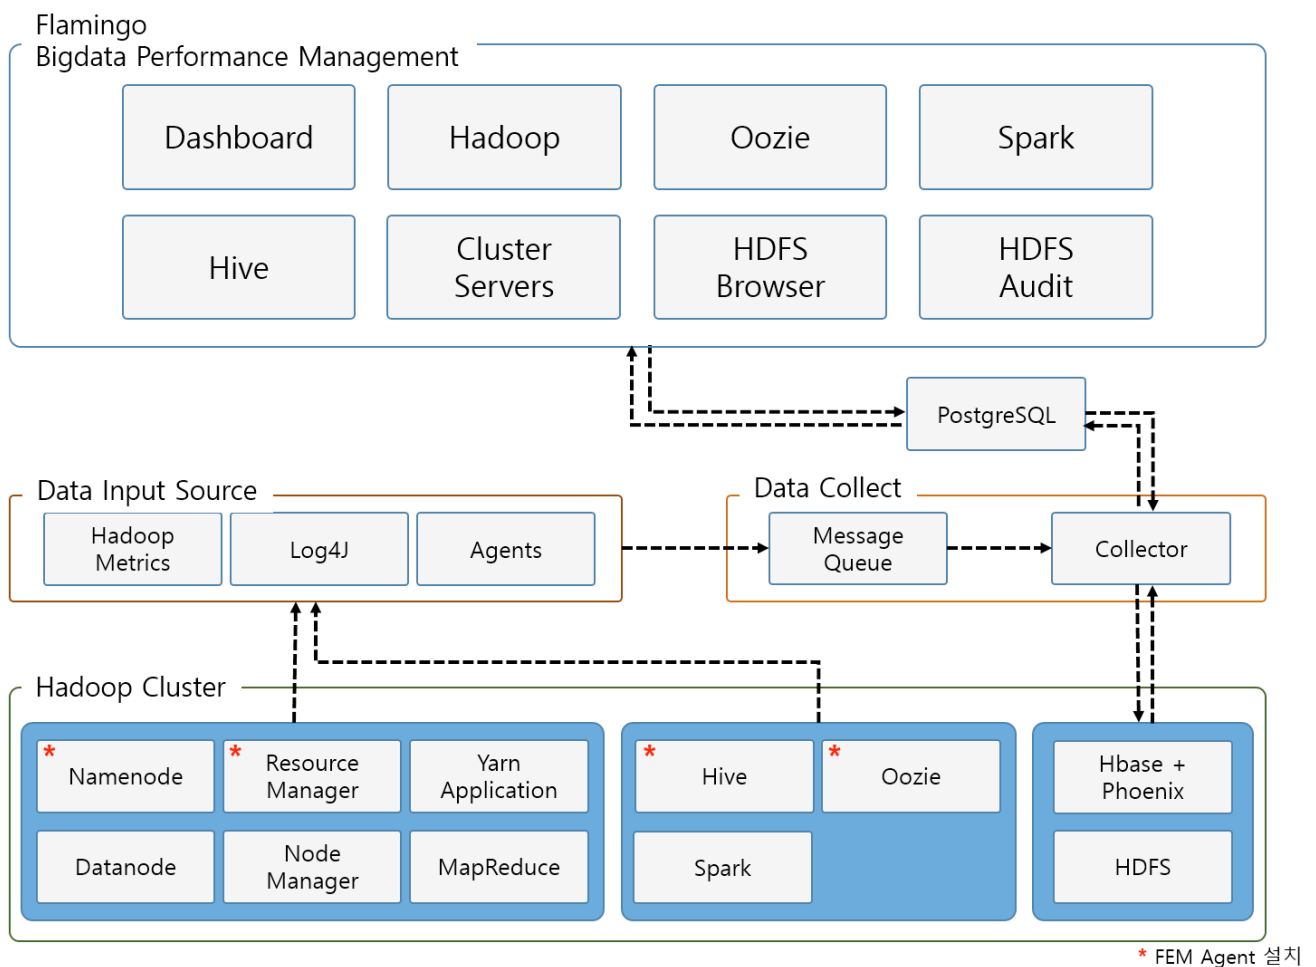 Flamingo
Bigdata Performance Management
Dashboard
Hadoop
Oozie
Spark
Hive
Cluster
Servers
HDFS
Browser
HDFS
Audit
PostgreSQL
Data Input Source
Hadoop
Metrics
Log4J
Agents
Data Collect
Message
Queue
Collector
Hadoop Cluster
* Namenode
* Resource
Manager
Yarn
Application
Datanode
Node
Manager
MapReduce
* Hive
* Oozie
Spark
Hbase +
Phoenix
HDFS
* FEM Agent 설치